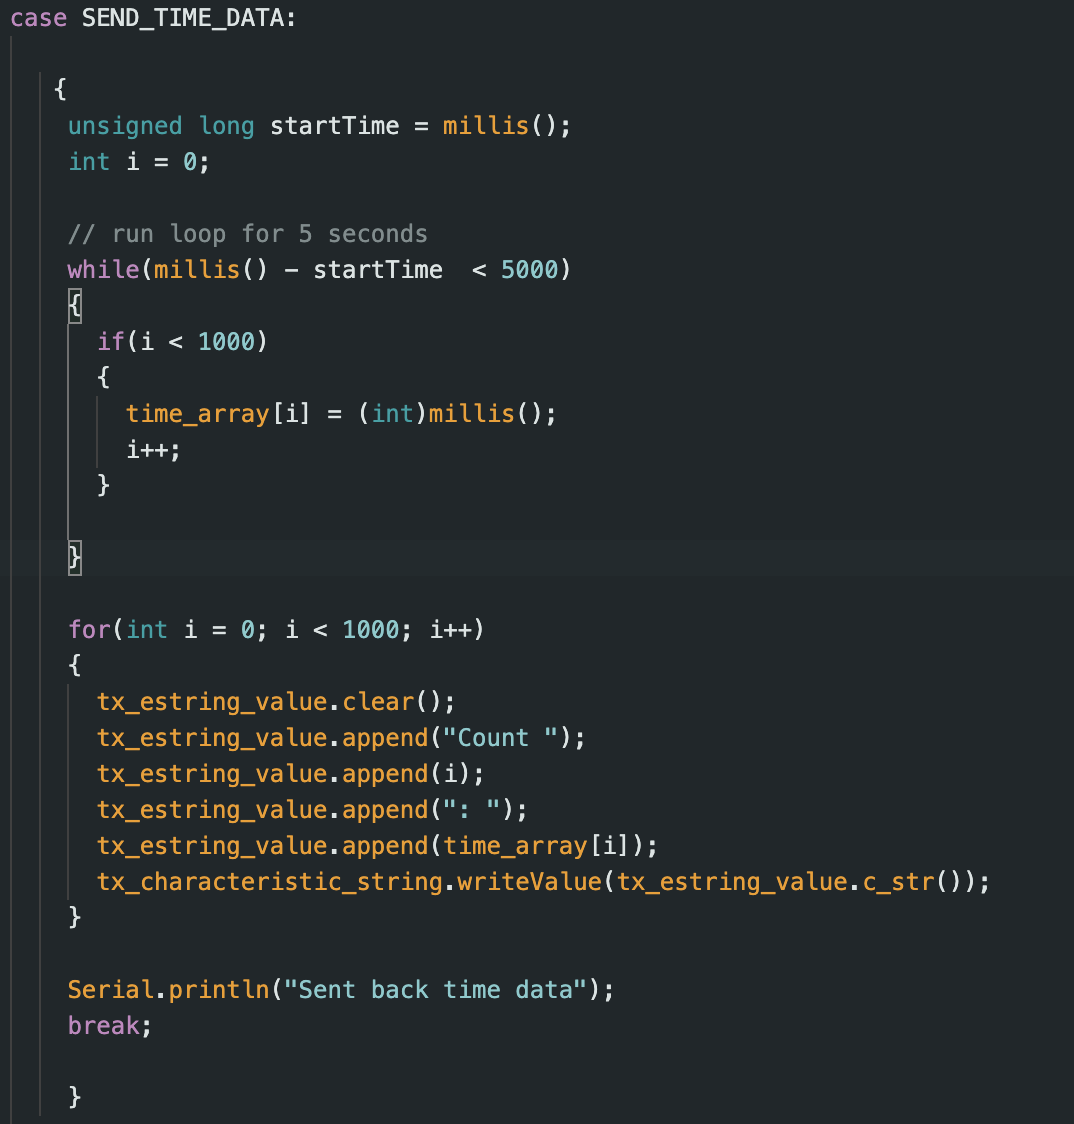 case SEND_TIME_DATA:
{
unsigned long startTime = millis();
int i = 0;
// run loop for 5 seconds
while(millis() - startTime  < 5000)
{
if(i < 1000)
{
time_array[i] = (int)millis();
i++;
}
}
for(int i = 0; i < 1000; i++)
{
tx_estring_value.clear();
tx_estring_value.append("Count ");
tx_estring_value.append(i);
tx_estring_value.append(": ");
tx_estring_value.append(time_array[i]);
tx_characteristic_string.writeValue(tx_estring_value.c_str());
}
Serial.println("Sent back time data");
break;
}